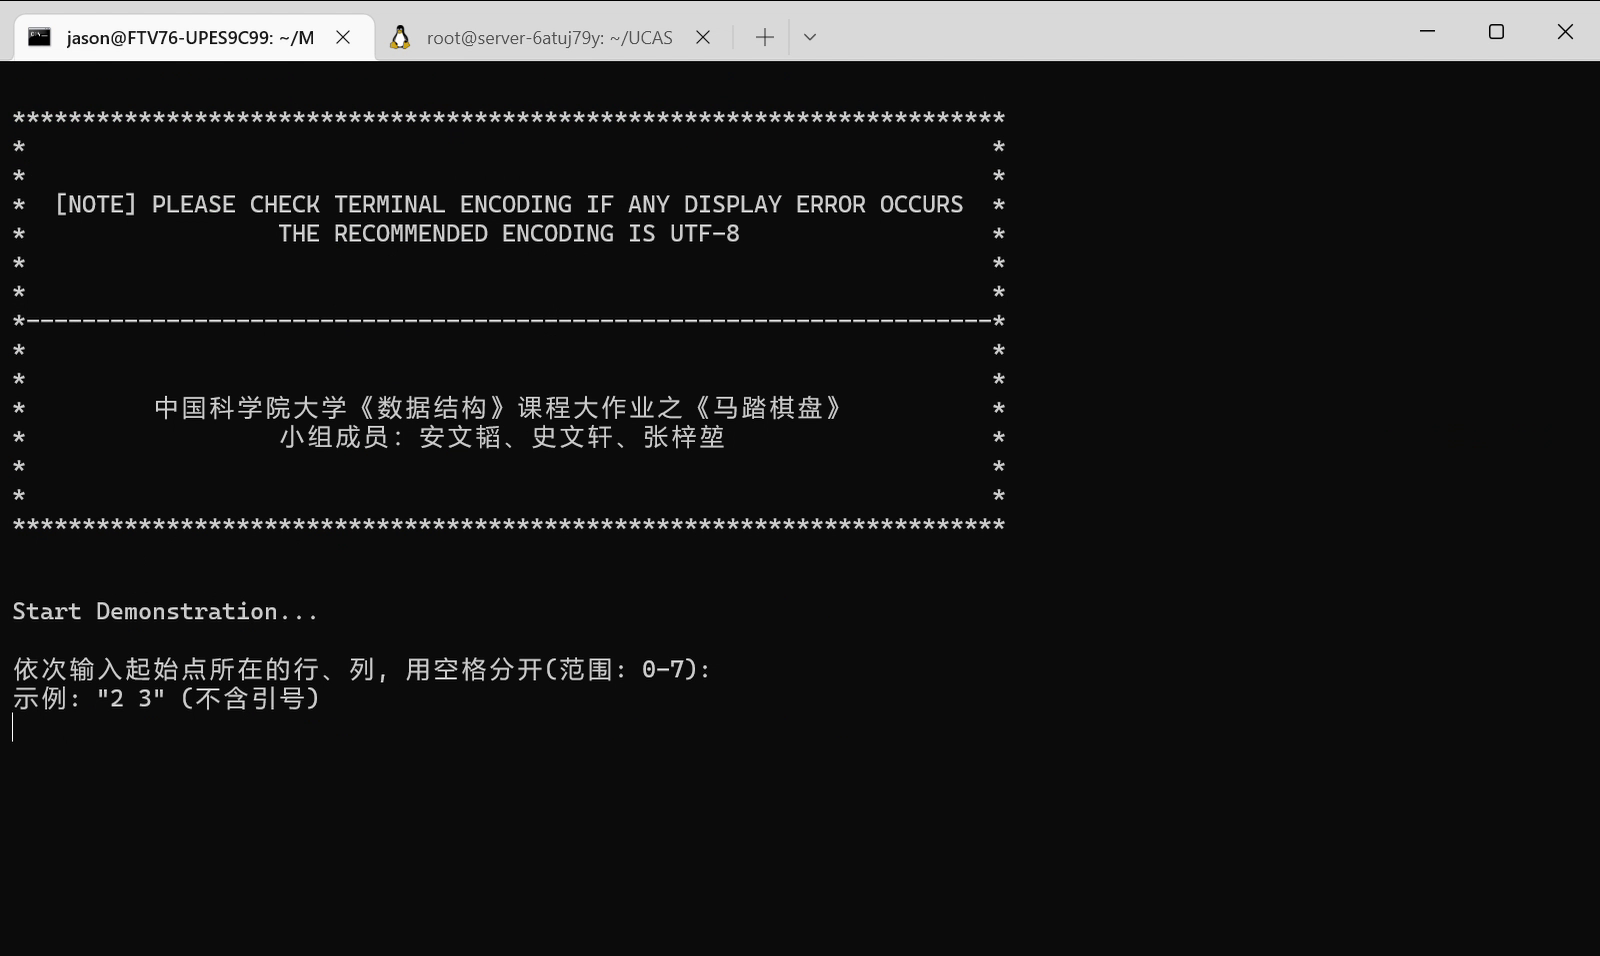 jason@FTV76-UPES9C99: ~/M
root@server-6atuj79y: ~/UCAS
***********************************************************************
* *
* *
* [NOTE] PLEASE CHECK TERMINAL ENCODING IF ANY DISPLAY ERROR OCCURS *
* THE RECOMMENDED ENCODING IS UTF-8 *
* *
* *
*---------------------------------------------------------------------*
* *
* *
* 中国科学院大学《数据结构》课程大作业之《马踏棋盘》 *
* 小组成员：安文韬、史文轩、张梓堃 *
* *
* *
***********************************************************************
Start Demonstration...
依次输入起始点所在的行、列，用空格分开(范围：0-7):
示例："2 3" (不含引号)